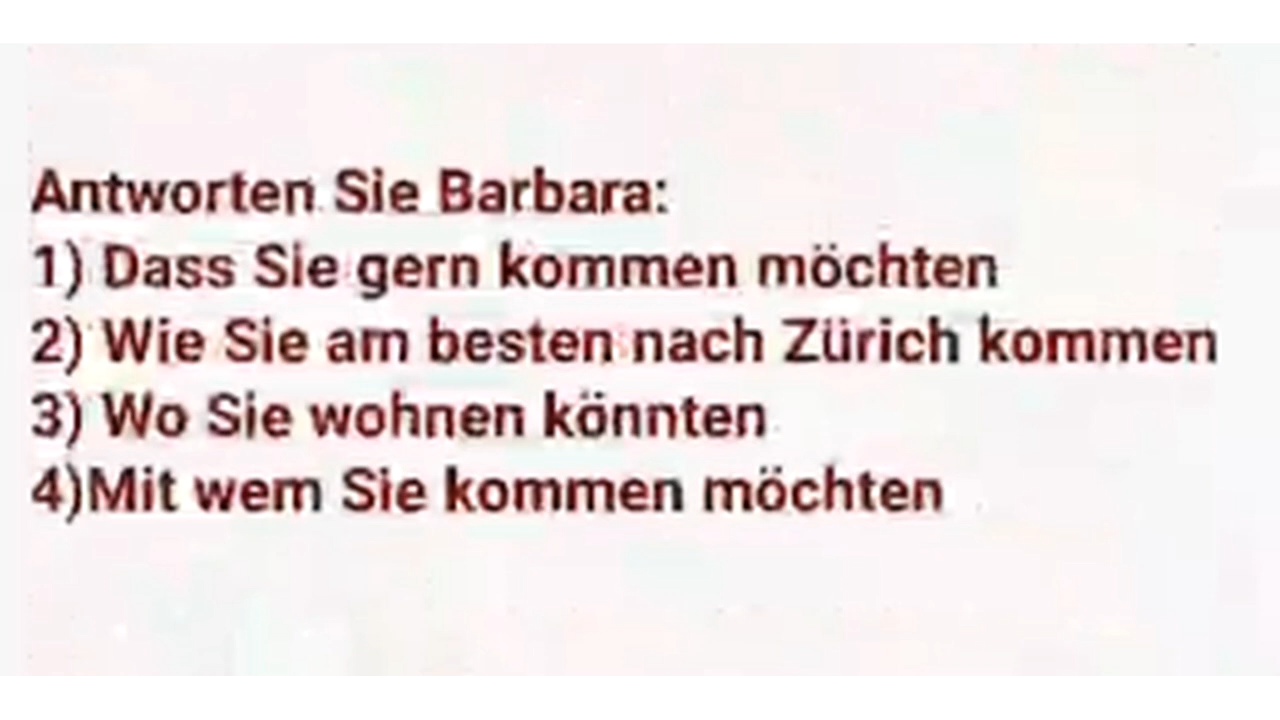 Antworten Sie Barbara:
1) Dass Sie gern kommen möchten
2) Wie Sie am besten nach Zürich kommen
3) Wo Sie wohnen könnten
4)Mit wem Sie kommen möchten